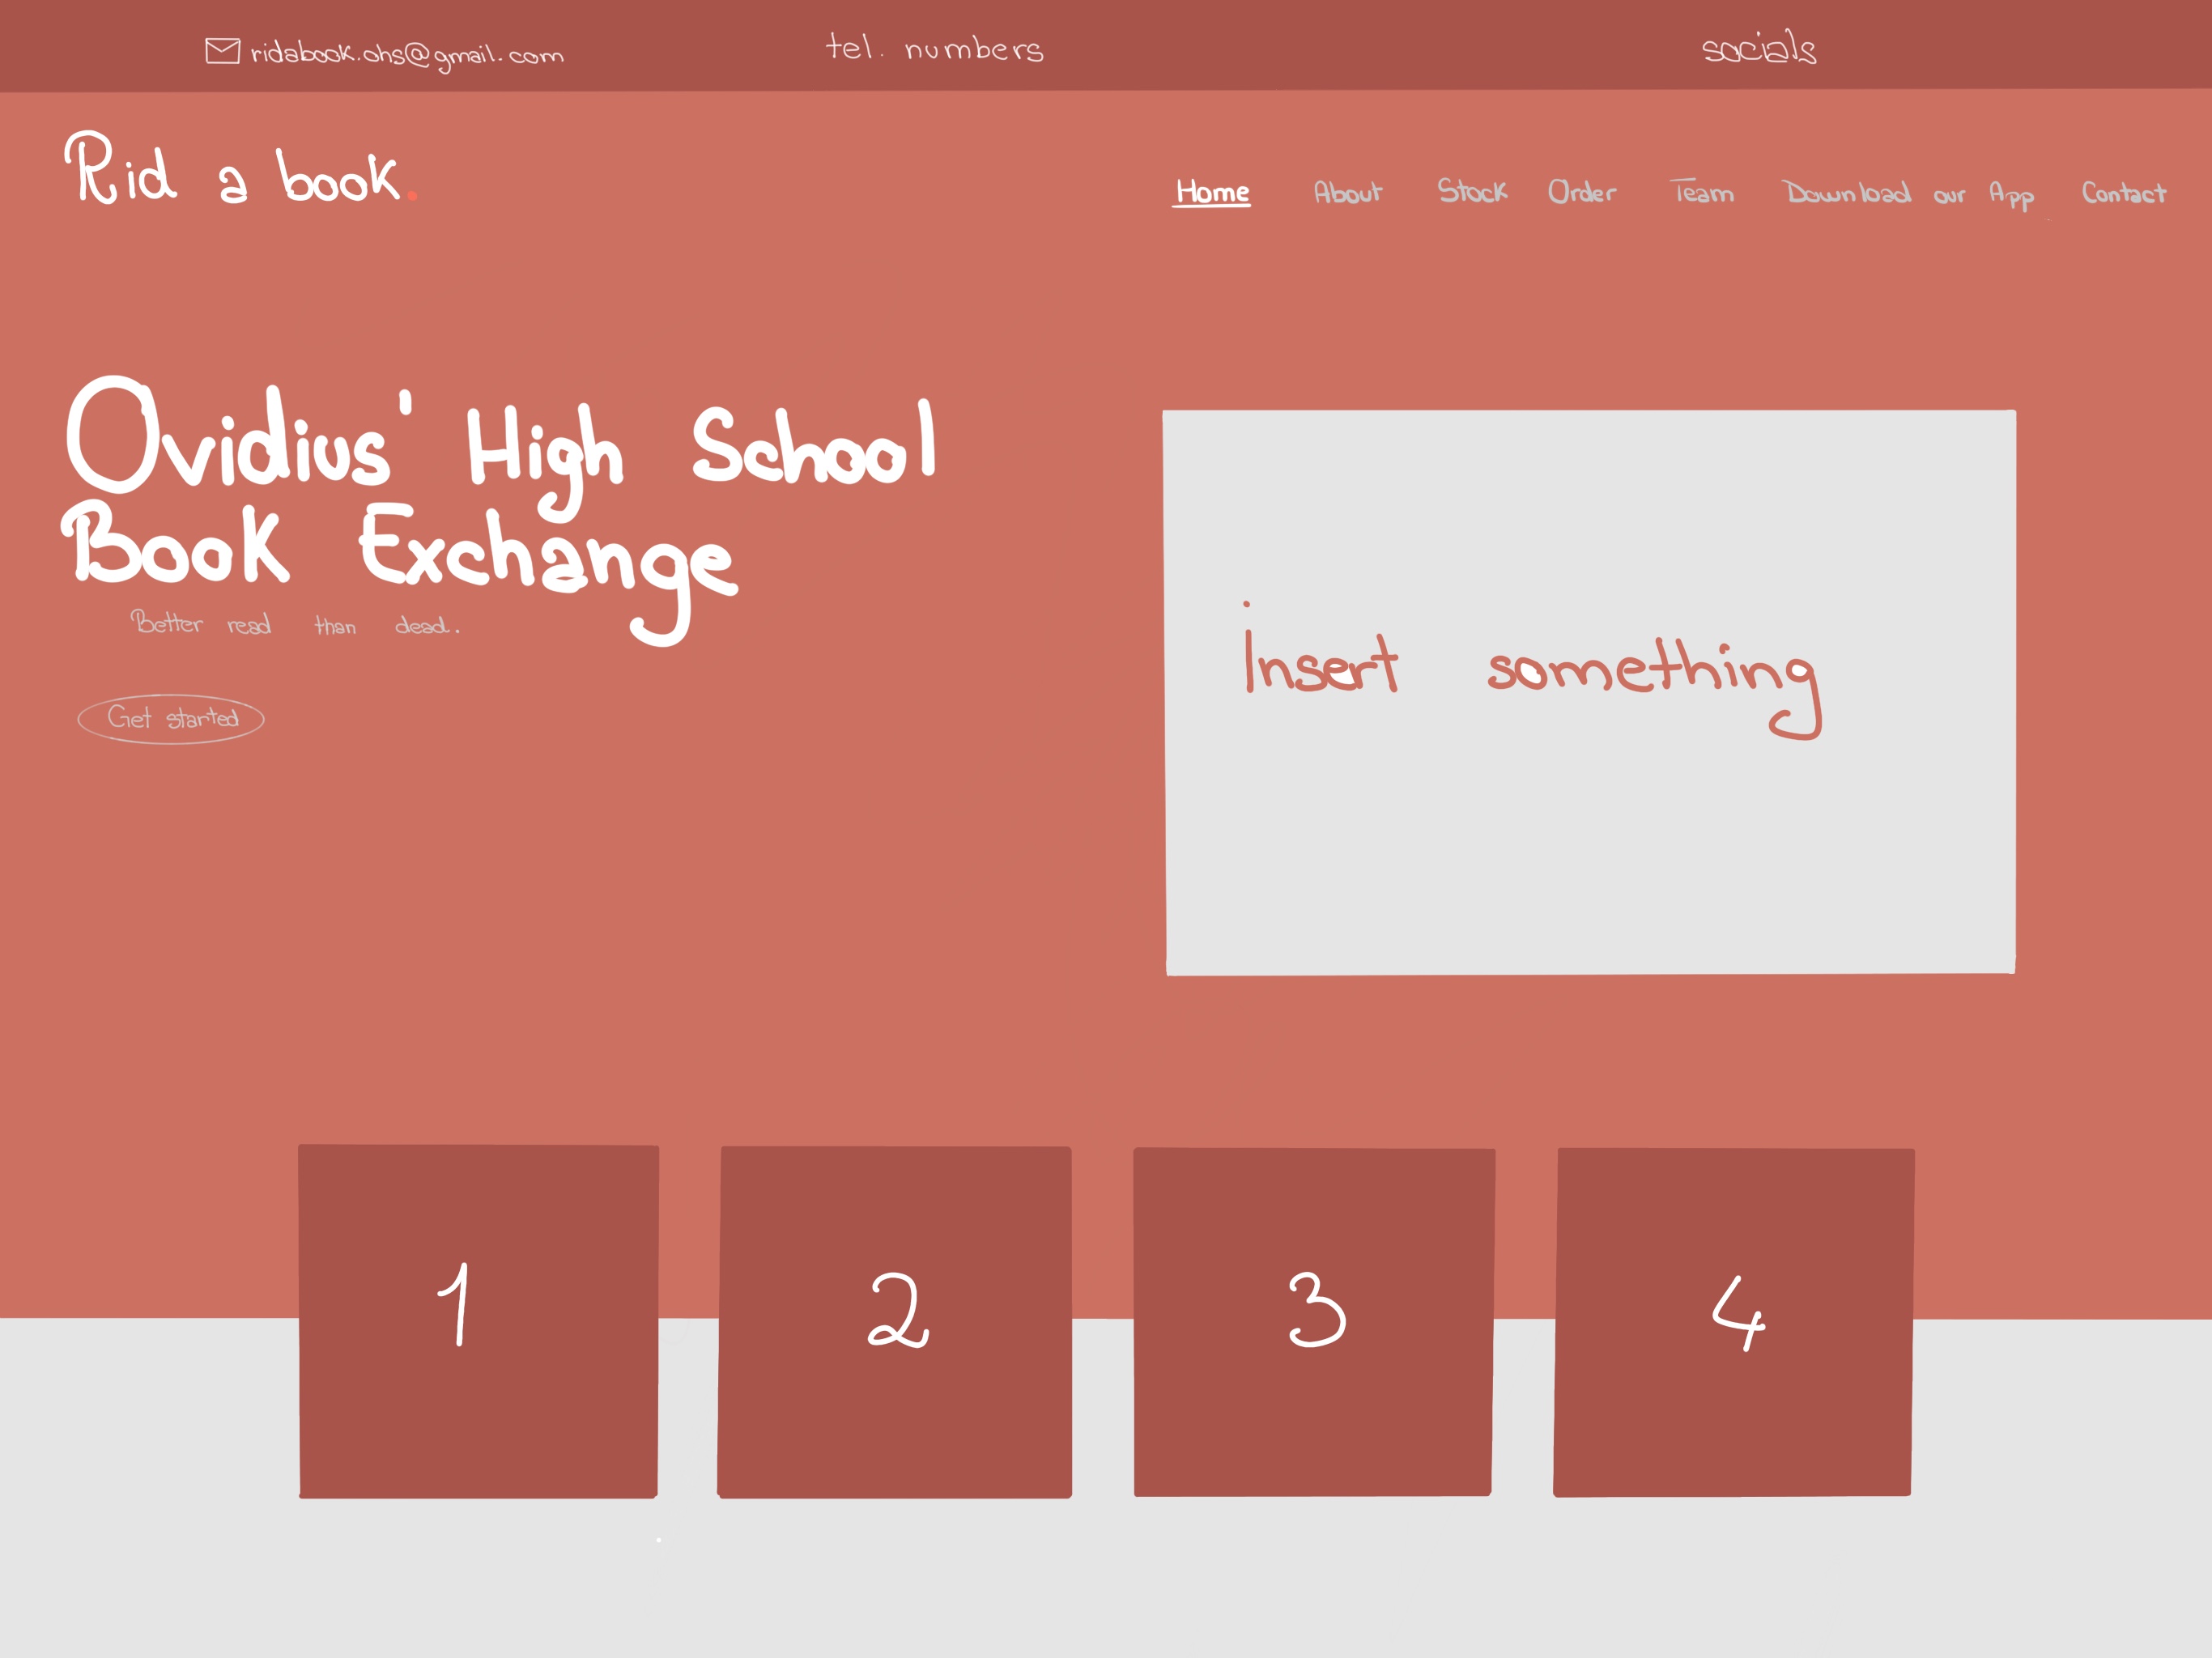 ridabook.ohs@gmail.com
tel. numbers
socials
Rid a book.
Home About Stock Order Team Download our App Contact
Ovidius' High School
Book Exchange
Better read than dead.
Get started
insert something
1 2 3 4